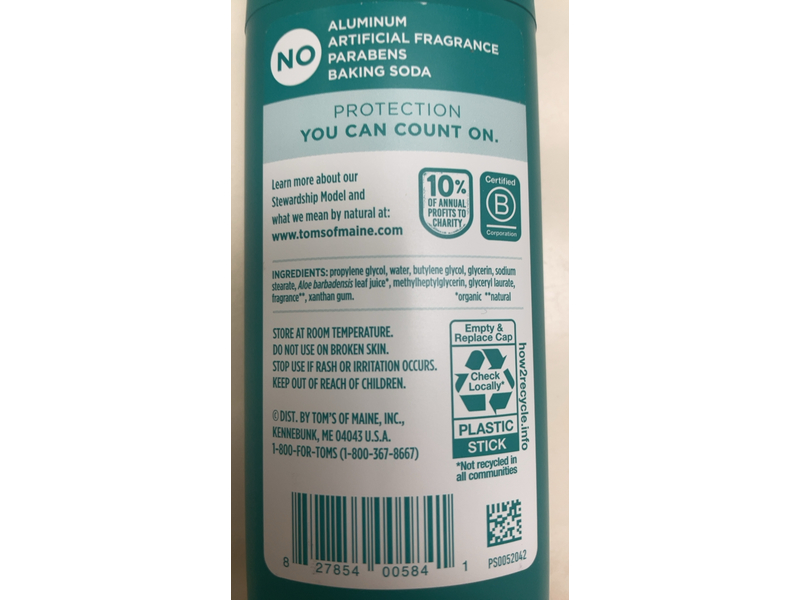 NO
ALUMINUM
ARTIFICIAL FRAGRANCE
PARABENS
BAKING SODA
PROTECTION
YOU CAN COUNT ON.
Learn more about our
Stewardship Model and
what we mean by natural at:
www.tomsofmaine.com
10%
OF ANNUAL
PROFITS TO
CHARITY
Certified
B
Corporation
INGREDIENTS: propylene glycol, water, butylene glycol, glycerin, sodium
stearate, Aloe barbadensis leaf juice*, methylheptylglycerin, glyceryl laurate,
fragrance**, xanthan gum. *organic **natural
STORE AT ROOM TEMPERATURE.
DO NOT USE ON BROKEN SKIN.
STOP USE IF RASH OR IRRITATION OCCURS.
KEEP OUT OF REACH OF CHILDREN.
© DIST. BY TOM'S OF MAINE, INC.,
KENNEBUNK, ME 04043 U.S.A.
1-800-FOR-TOMS (1-800-367-8667)
Empty &
Replace Cap
Check
Locally*
PLASTIC
STICK
*Not recycled in
all communities
how2recycle.info
8 27854 00584 1
PS0052042